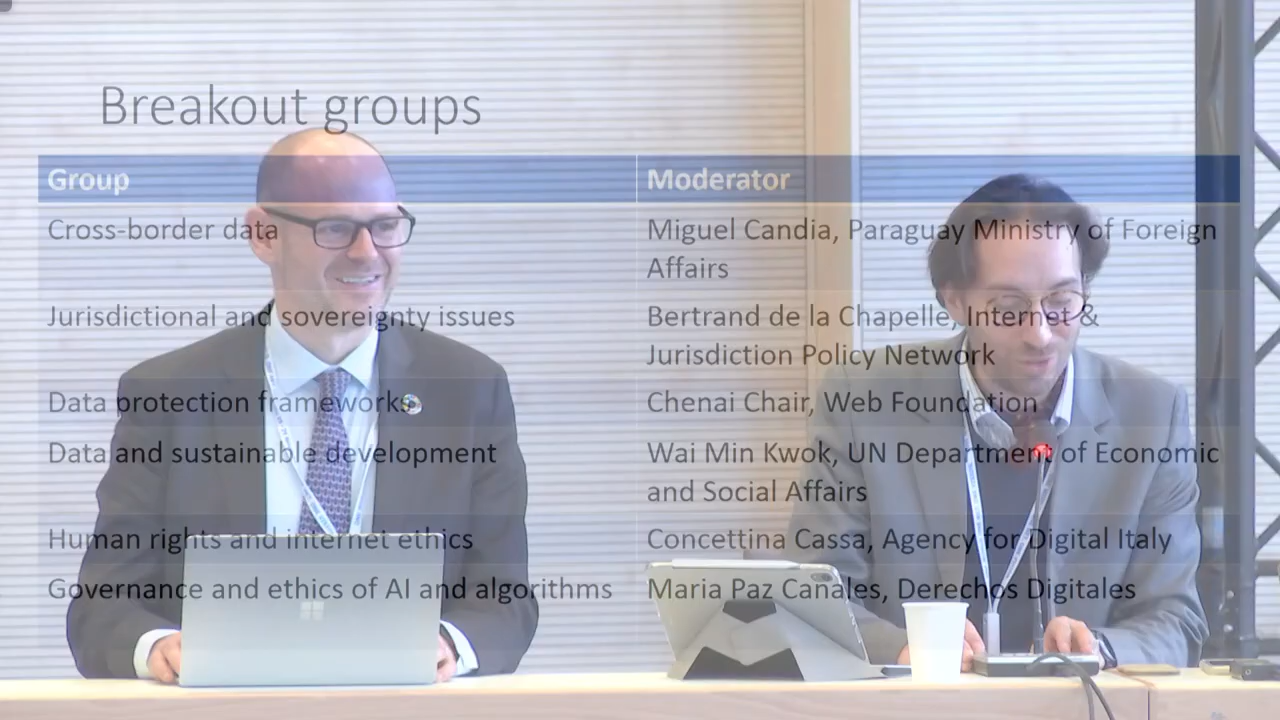 Breakout groups
Group
Moderator
Cross-border data
Miguel Candia, Paraguay Ministry of Foreign
Affairs
Jurisdictional and sovereignty issues
Bertrand de la Chapelle, Internet &
Jurisdiction Policy Network
Data protection frameworks
Chenai Chair, Web Foundation
Data and sustainable development
Wai Min Kwok, UN Department of Economic
and Social Affairs
Human rights and internet ethics
Concettina Cassa, Agency for Digital Italy
Governance and ethics of AI and algorithms
Maria Paz Canales, Derechos Digitales